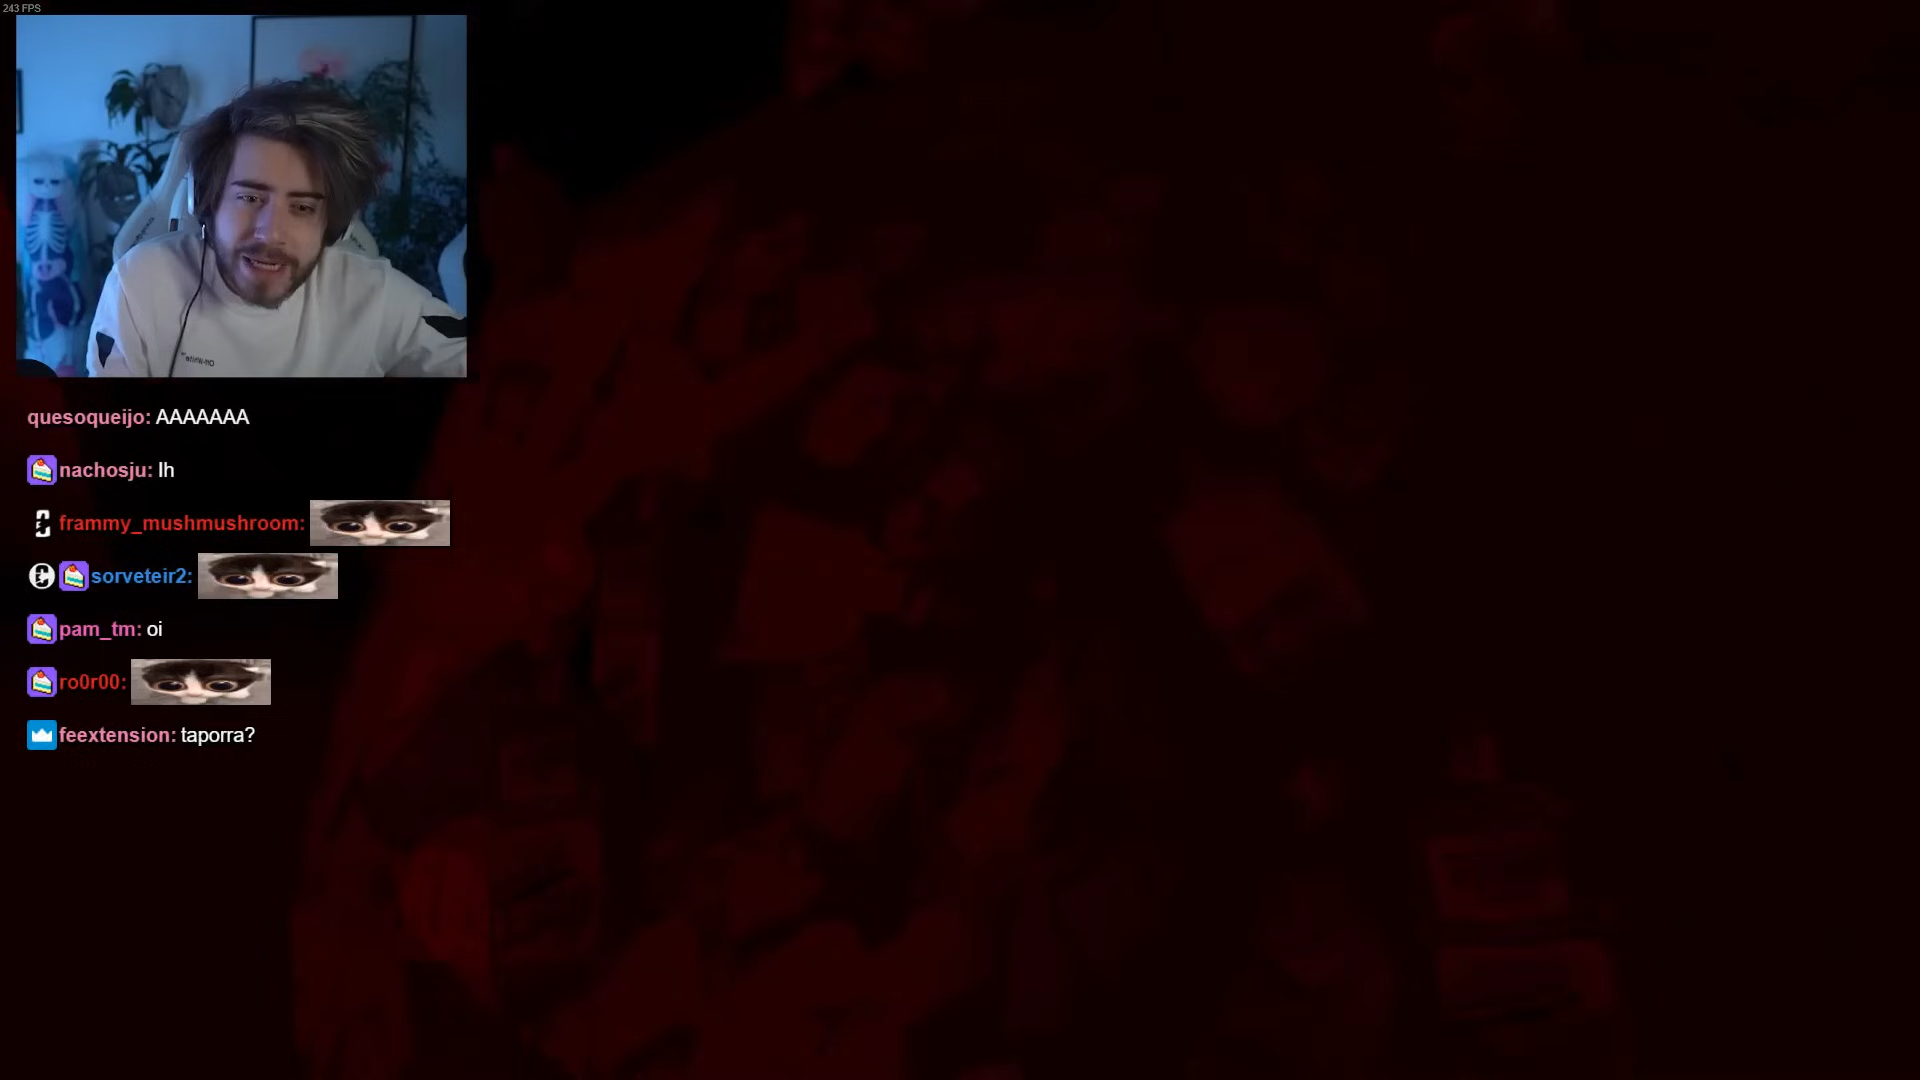 243 FPS
quesoqueijo: AAAAAAA
nachosju: Ih
frammy_mushmushroom:
sorveteir2:
pam_tm: oi
ro0r00:
feextension: taporra?